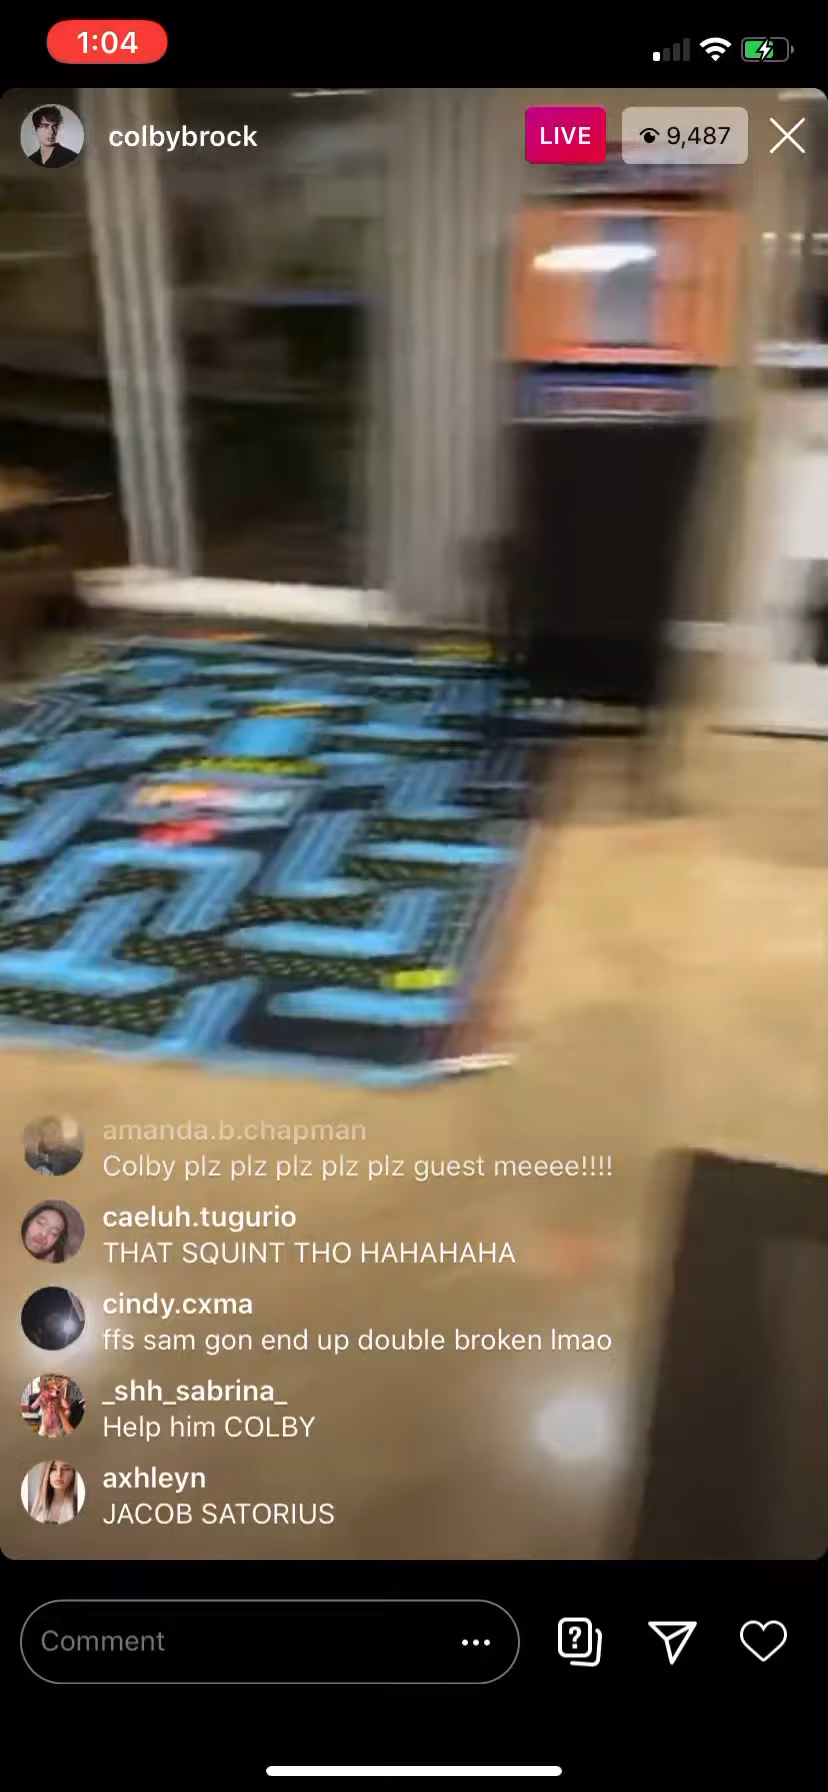 1:04
colbybrock
LIVE
9,487
amanda.b.chapman
Colby plz plz plz plz plz guest meeee!!!!
caeluh.tugurio
THAT SQUINT THO HAHAHAHA
cindy.cxma
ffs sam gon end up double broken lmao
_shh_sabrina_
Help him COLBY
axhleyn
JACOB SATORIUS
Comment